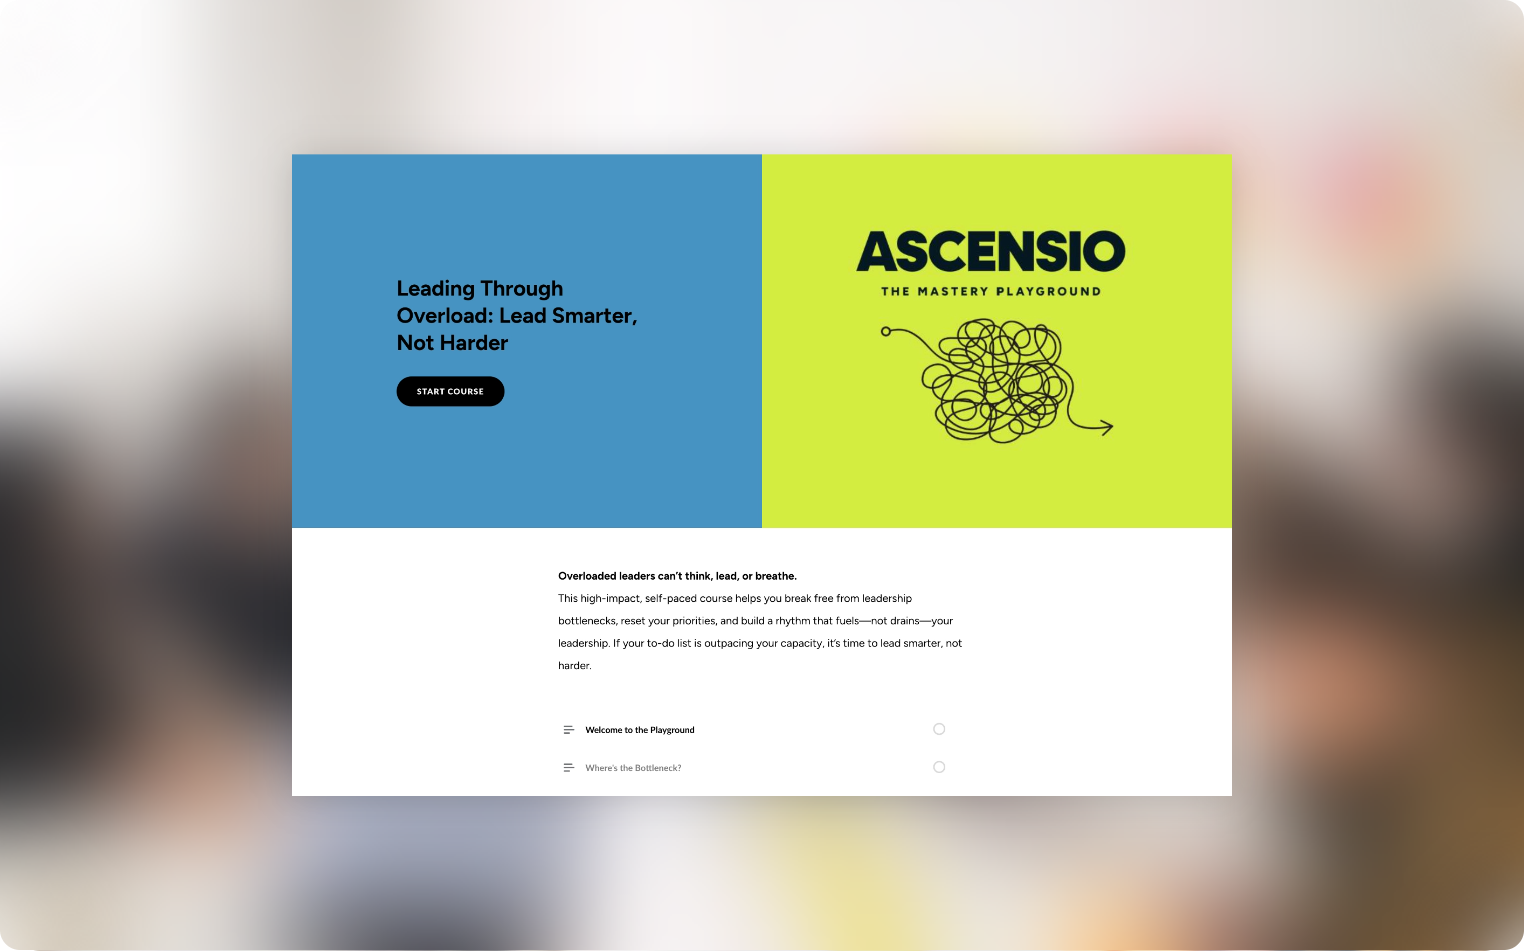 Leading Through
Overload: Lead Smarter,
Not Harder
START COURSE
ASCENSIO
THE MASTERY PLAYGROUND
Overloaded leaders can't think, lead, or breathe.
This high-impact, self-paced course helps you break free from leadership
bottlenecks, reset your priorities, and build a rhythm that fuels—not drains—your
leadership. If your to-do list is outpacing your capacity, it's time to lead smarter, not
harder.
Welcome to the Playground
Where's the Bottleneck?